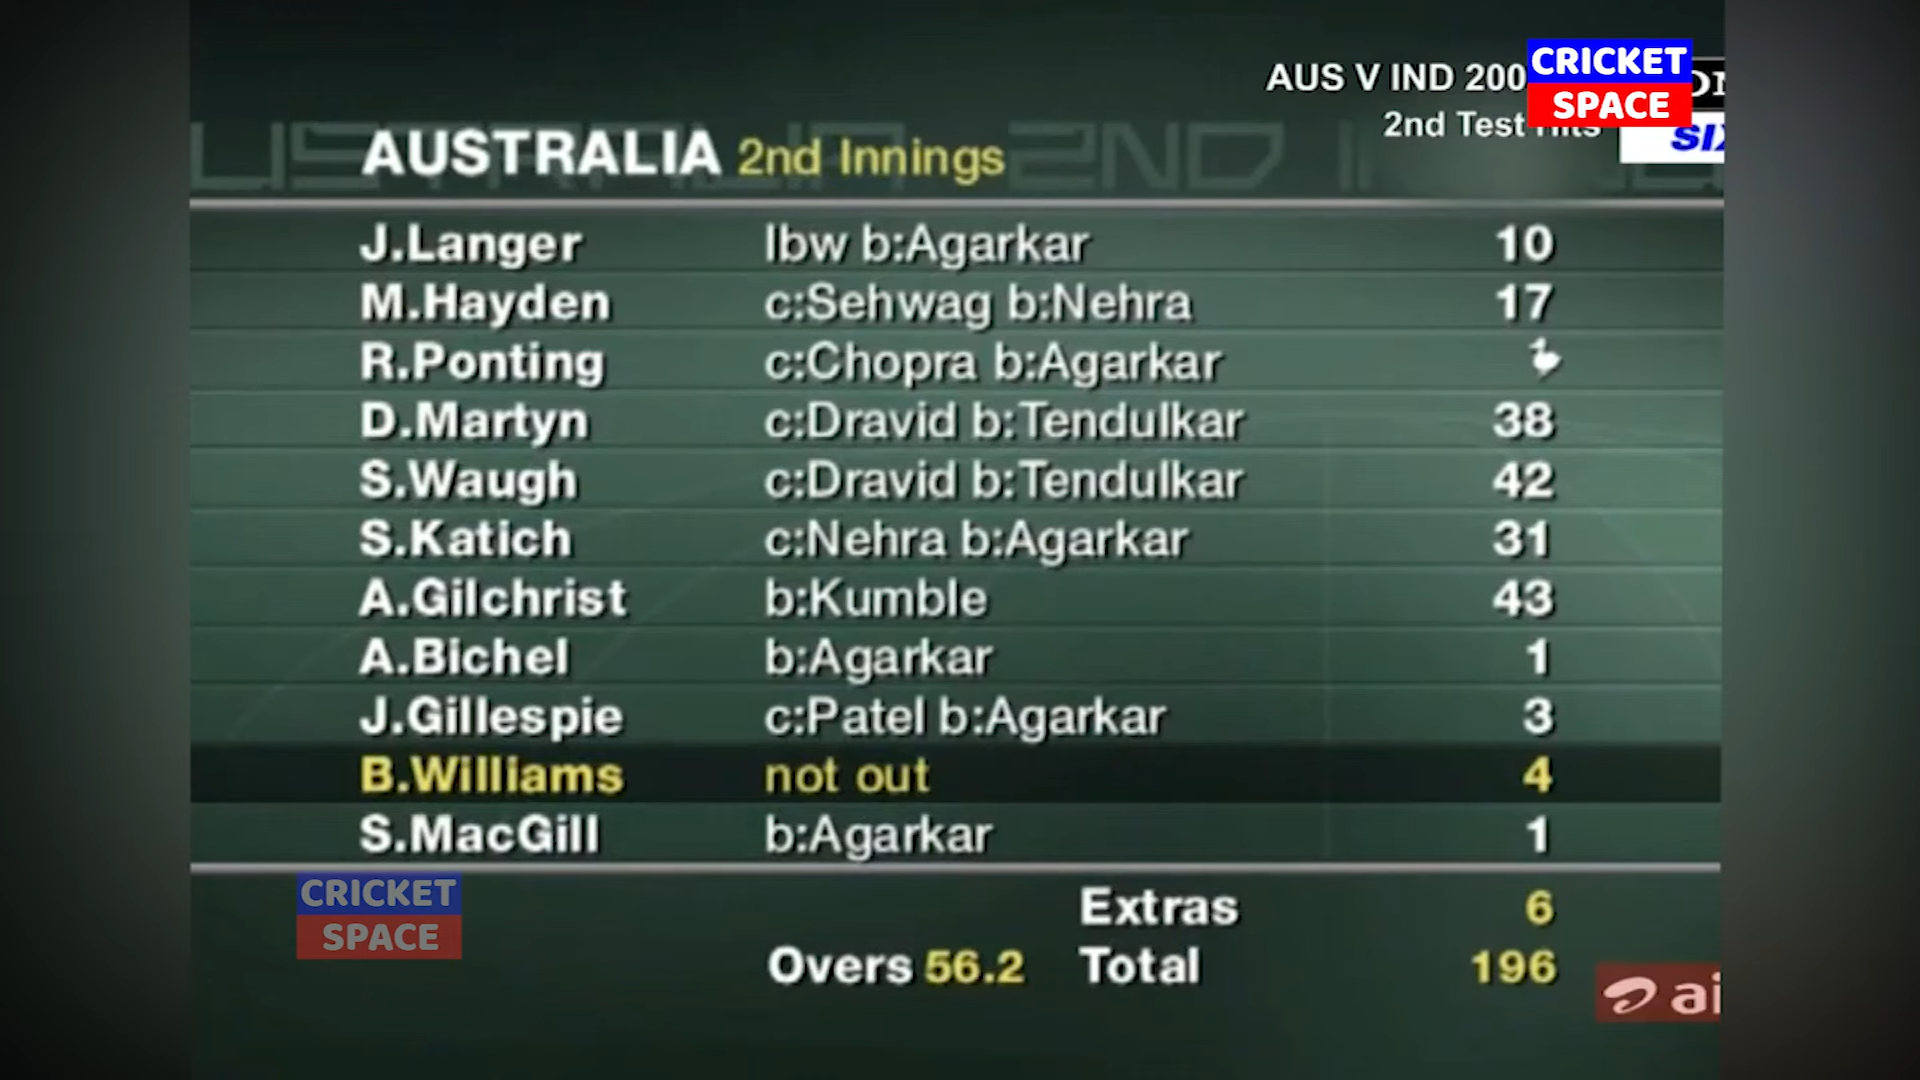 AUS V IND 200
CRICKET
SPACE
2nd Test Hits
SIX
AUSTRALIA 2nd Innings
J.Langer lbw b:Agarkar 10
M.Hayden c:Sehwag b:Nehra 17
R.Ponting c:Chopra b:Agarkar
D.Martyn c:Dravid b:Tendulkar 38
S.Waugh c:Dravid b:Tendulkar 42
S.Katich c:Nehra b:Agarkar 31
A.Gilchrist b:Kumble 43
A.Bichel b:Agarkar 1
J.Gillespie c:Patel b:Agarkar 3
B.Williams not out 4
S.MacGill b:Agarkar 1
CRICKET
SPACE
Extras 6
Overs 56.2 Total 196
ai